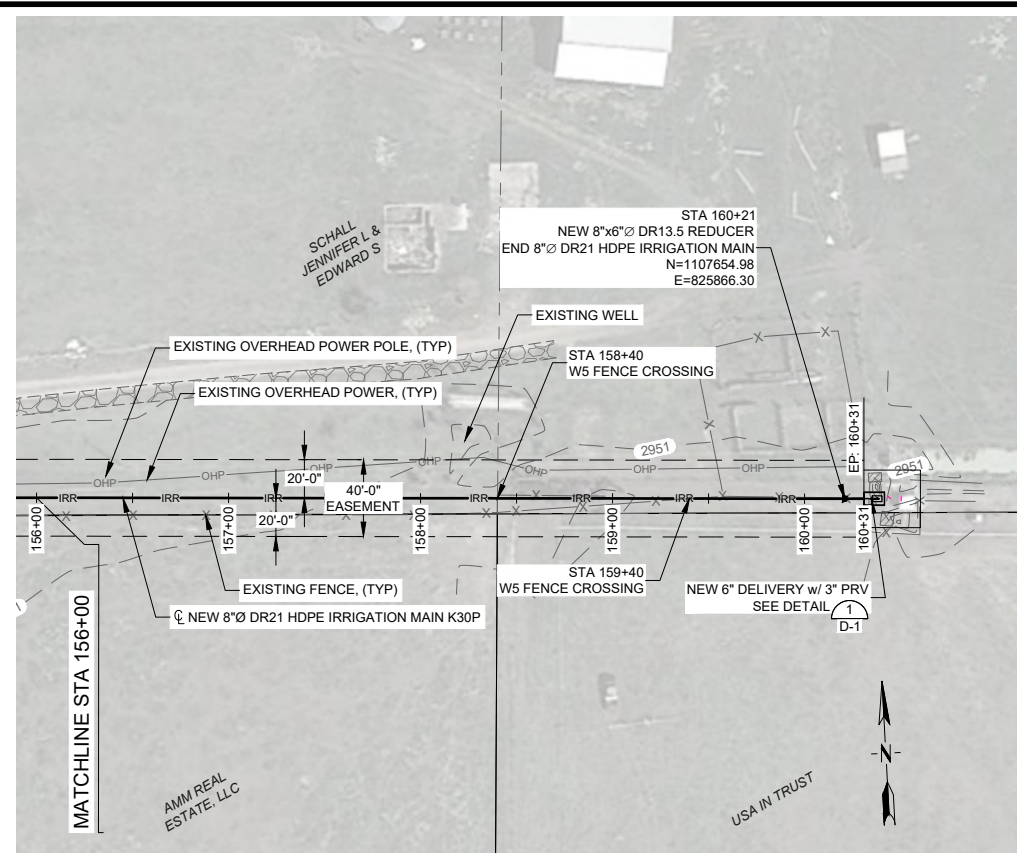 STA 160+21
NEW 8"x6"∅ DR13.5 REDUCER
END 8"∅ DR21 HDPE IRRIGATION MAIN
N=1107654.98
E=825866.30
SCHALL
JENNIFER L &
EDWARD S
EXISTING WELL
EXISTING OVERHEAD POWER POLE, (TYP)
STA 158+40
W5 FENCE CROSSING
EXISTING OVERHEAD POWER, (TYP)
X
X
X
X
EP: 160+31
2951
2951
OHP
OHP
OHP
OHP
OHP
OHP
OHP
20'-0"
40'-0"
EASEMENT
20'-0"
IRR
IRR
IRR
IRR
IRR
IRR
IRR
156+00
157+00
158+00
159+00
160+00
160+31
EXISTING FENCE, (TYP)
STA 159+40
W5 FENCE CROSSING
NEW 6" DELIVERY w/ 3" PRV
SEE DETAIL
1
D-1
℄ NEW 8"Ø DR21 HDPE IRRIGATION MAIN K30P
MATCHLINE STA 156+00
-N-
AMM REAL
ESTATE, LLC
USA IN TRUST